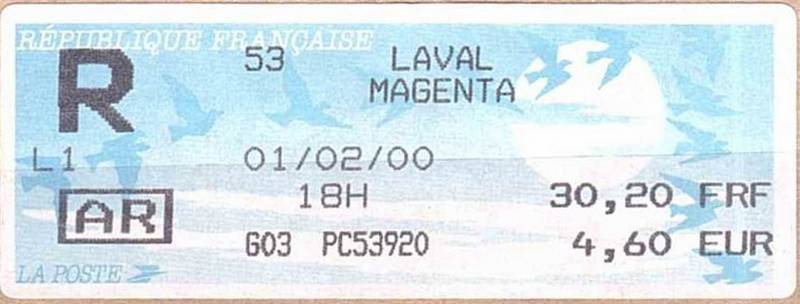 RÉPUBLIQUE FRANÇAISE
R
53 LAVAL
MAGENTA
L1 01/02/00
18H 30,20 FRF
AR
G03 PC53920 4,60 EUR
LA POSTE